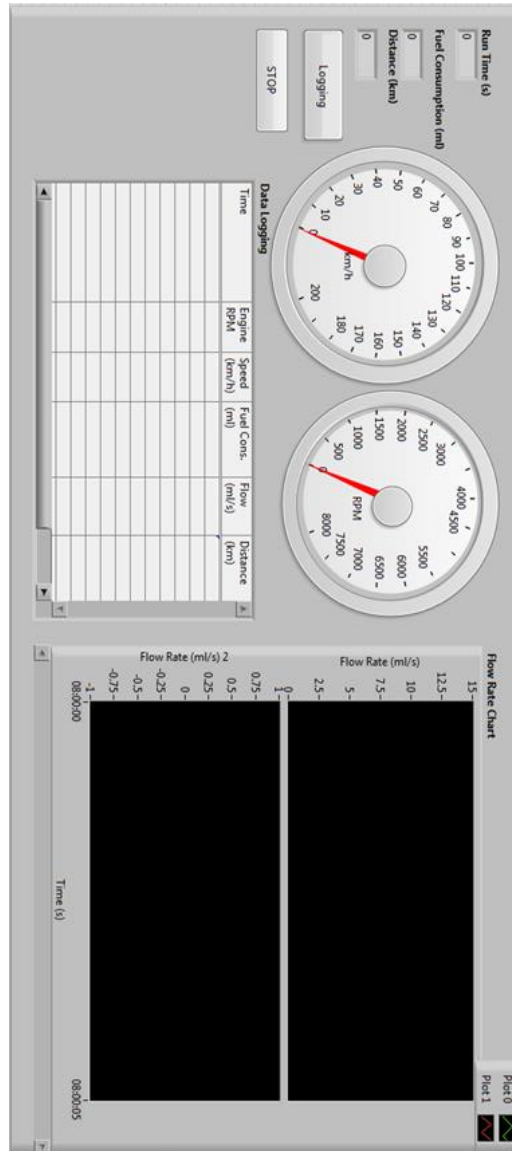 Run Time (s)
0
Fuel Consumption (ml)
0
Distance (km)
0
Logging
STOP
0
10
20
30
40
50
60
70
80
90
100
110
120
130
140
150
160
170
180
200
km/h
0
500
1000
1500
2000
2500
3000
4000
4500
5500
6000
6500
7000
7500
8000
RPM
Data Logging
Time
Engine RPM
Speed (km/h)
Fuel Cons. (ml)
Flow (ml/s)
Distance (km)
Flow Rate Chart
Plot 0
Plot 1
Flow Rate (ml/s)
15
12.5
10
7.5
5
2.5
0
Flow Rate (ml/s) 2
1
0.75
0.5
0.25
0
-0.25
-0.5
-0.75
-1
08:00:00
08:00:05
Time (s)